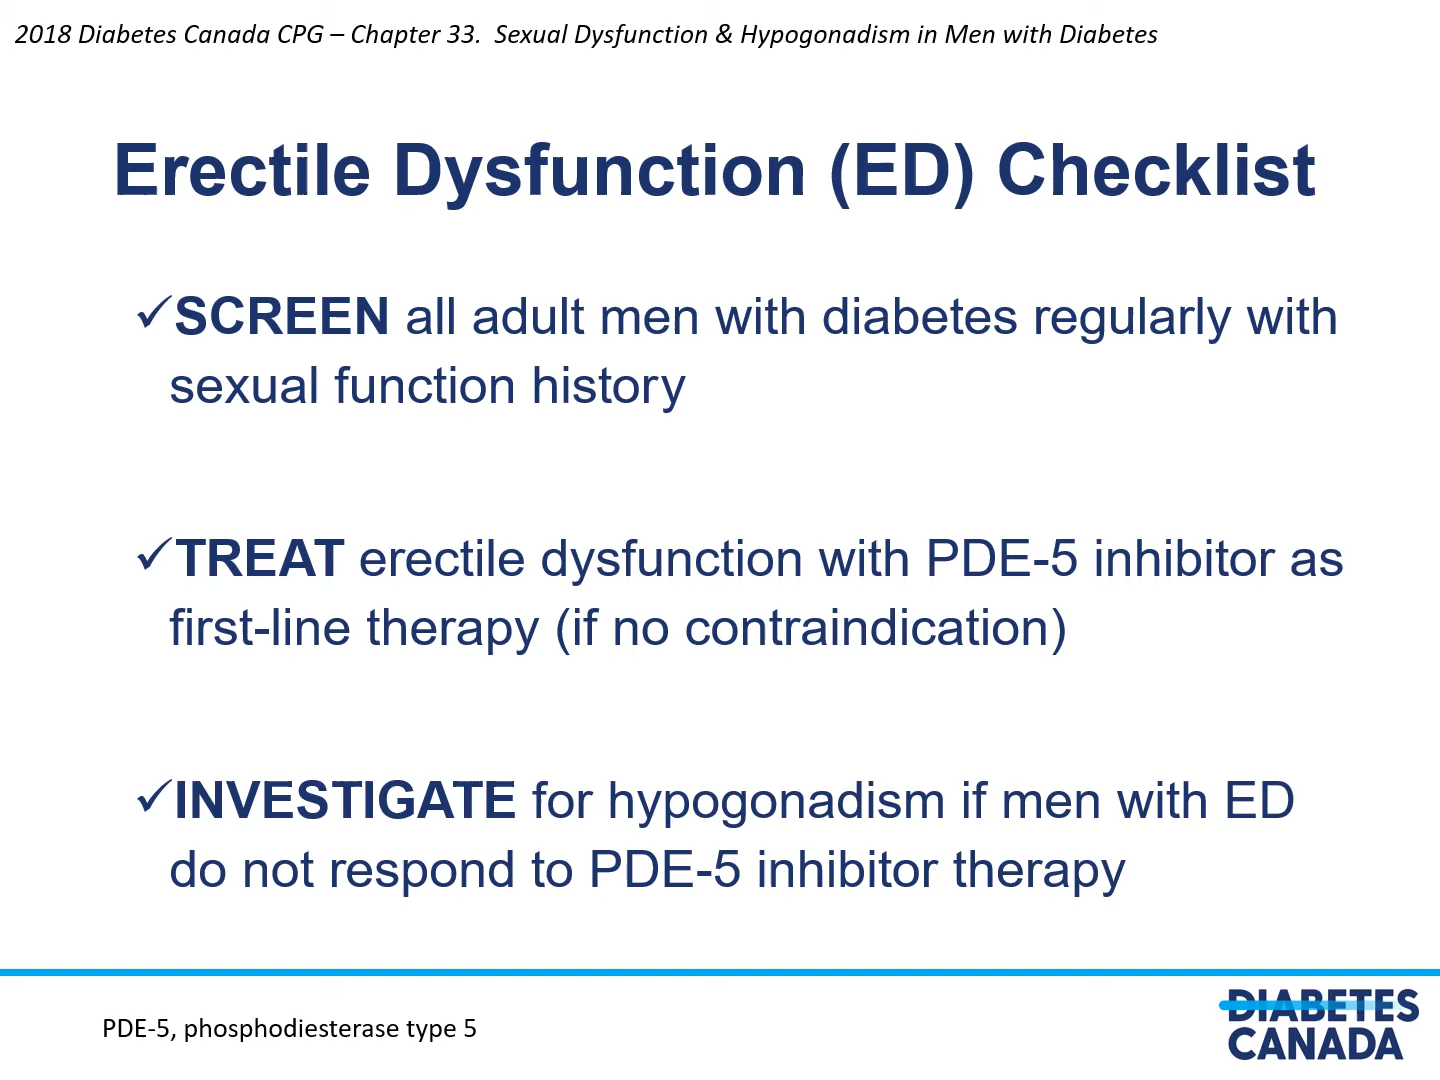 2018 Diabetes Canada CPG – Chapter 33.  Sexual Dysfunction & Hypogonadism in Men with Diabetes
Erectile Dysfunction (ED) Checklist
✓SCREEN all adult men with diabetes regularly with
sexual function history
✓TREAT erectile dysfunction with PDE-5 inhibitor as
first-line therapy (if no contraindication)
✓INVESTIGATE for hypogonadism if men with ED
do not respond to PDE-5 inhibitor therapy
PDE-5, phosphodiesterase type 5
DIABETES
CANADA